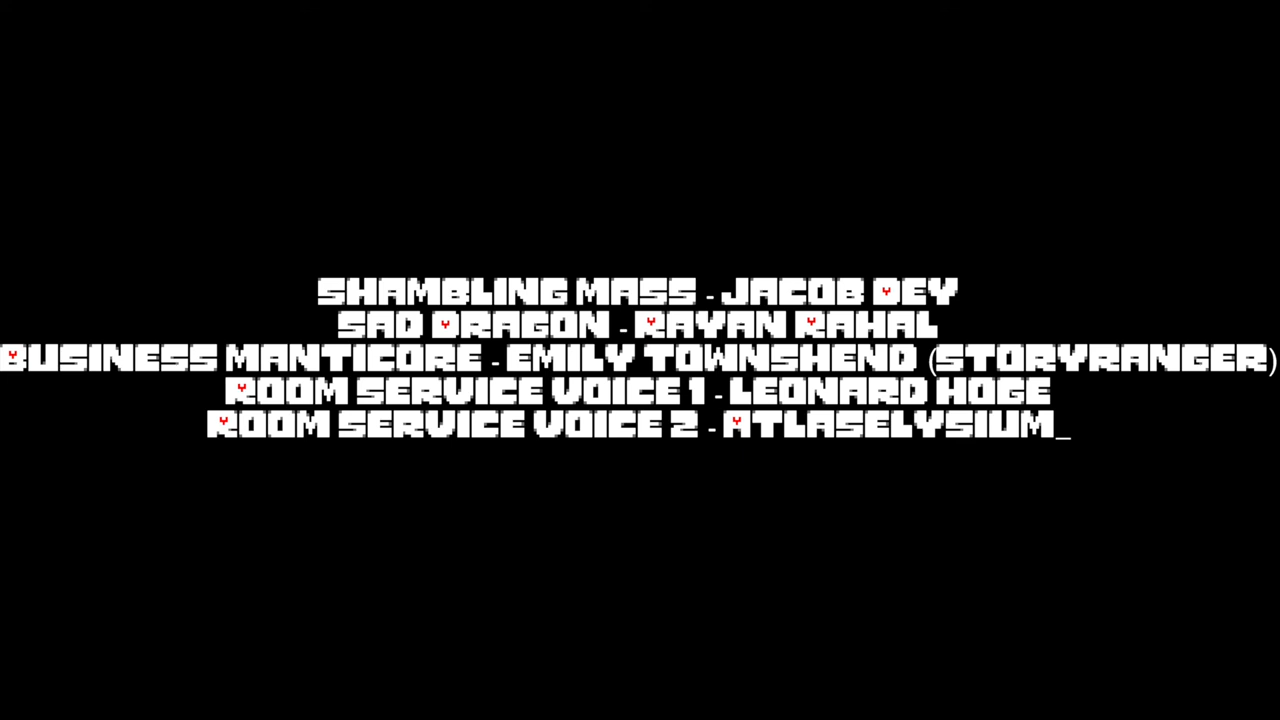 SHAMBLING MASS - JACOB DEY
SAD DRAGON - RAYAN RAHAL
BUSINESS MANTICORE - EMILY TOWNSHEND (STORYRANGER)
ROOM SERVICE VOICE 1 - LEONARD HOGE
ROOM SERVICE VOICE 2 - ATLASELYSIUM_